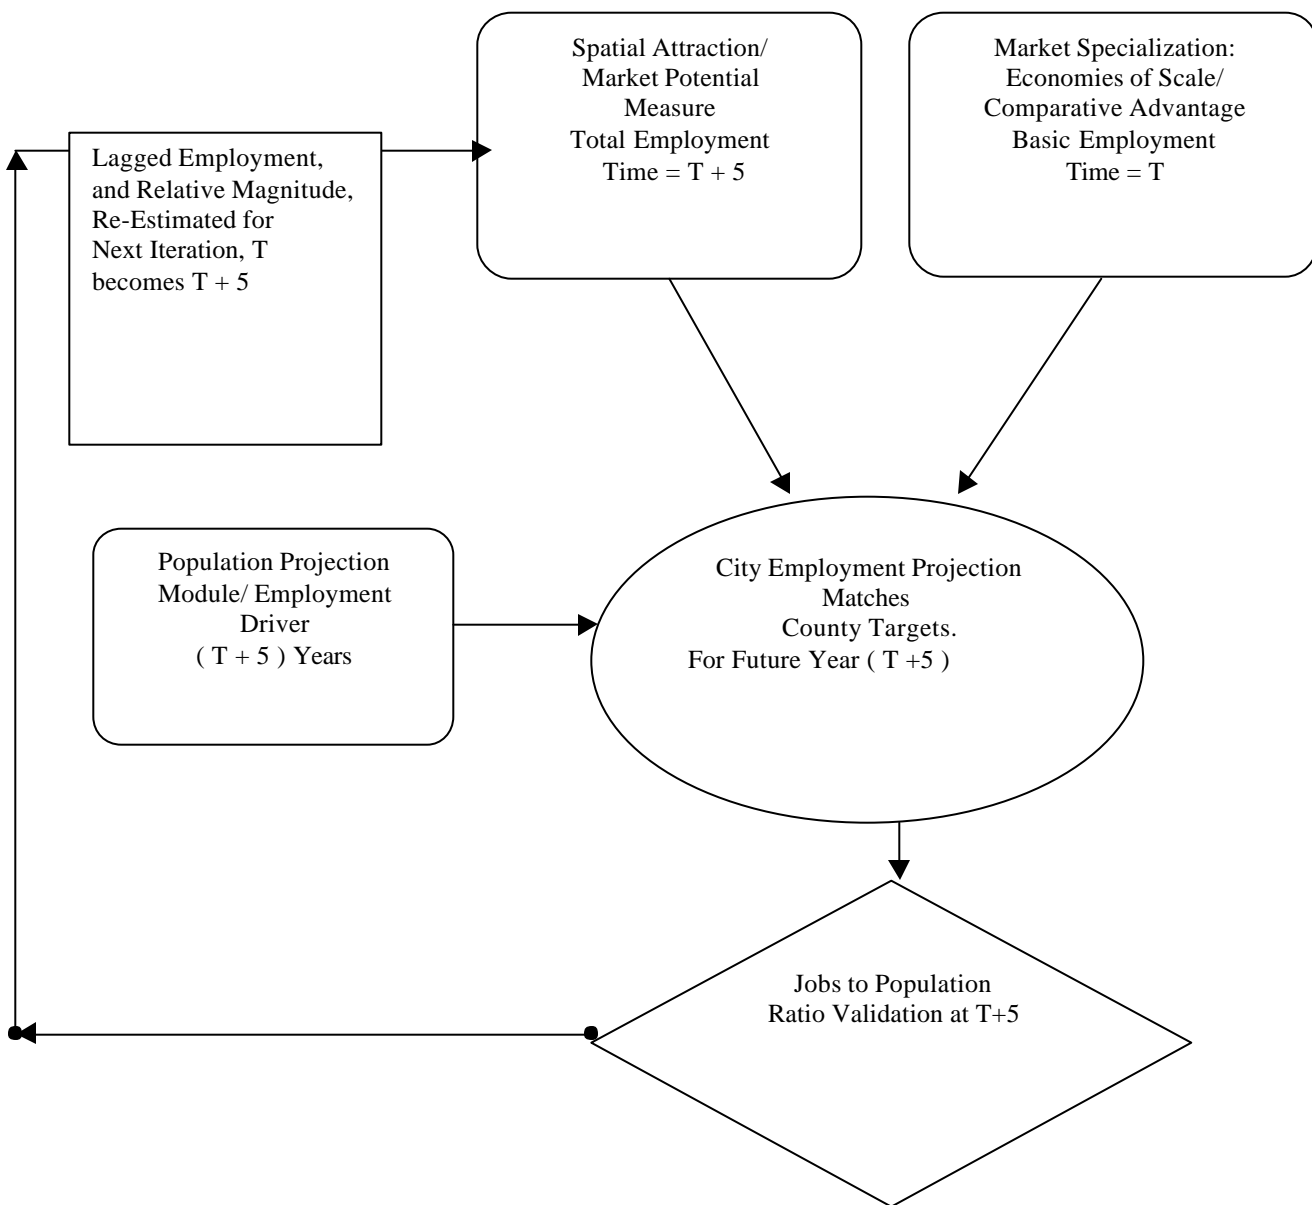 Spatial Attraction/
Market Potential
Measure
Total Employment
Time = T + 5
Market Specialization:
Economies of Scale/
Comparative Advantage
Basic Employment
Time = T
Lagged Employment,
and Relative Magnitude,
Re-Estimated for
Next Iteration, T
becomes T + 5
Population Projection
Module/ Employment
Driver
( T + 5 ) Years
City Employment Projection
Matches
County Targets.
For Future Year ( T +5 )
Jobs to Population
Ratio Validation at T+5